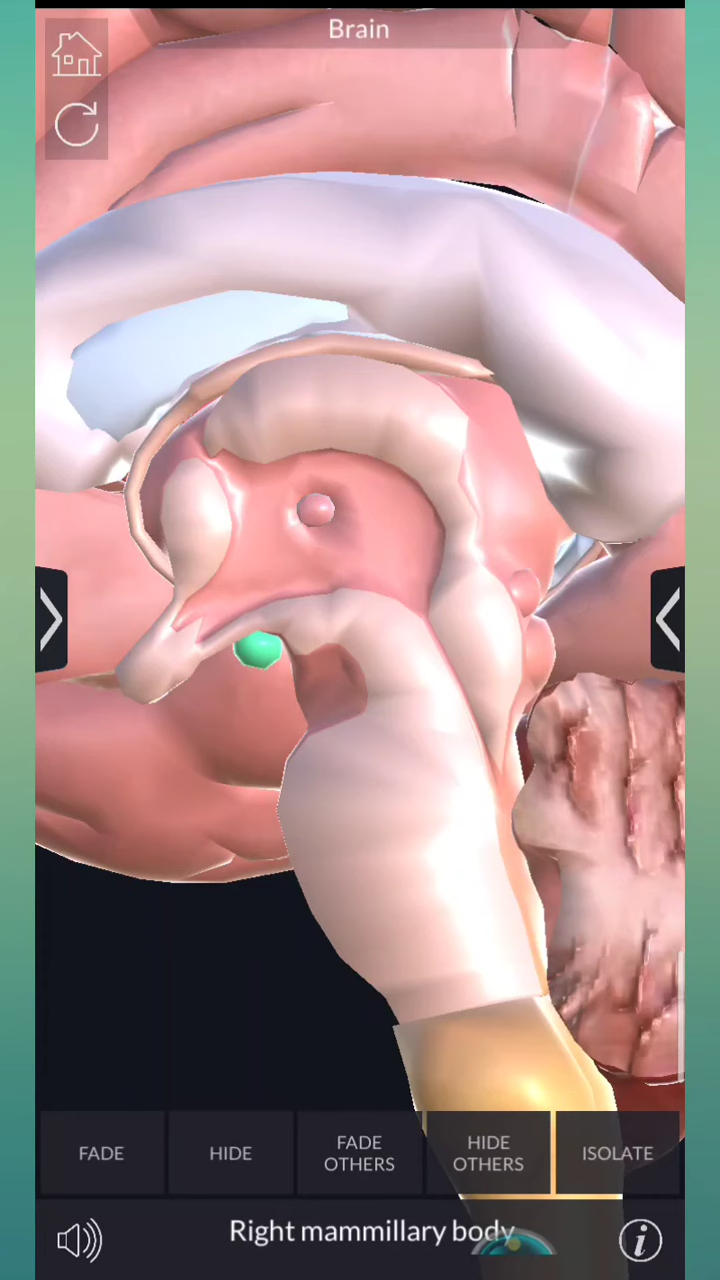 Brain
FADE
HIDE
FADE
OTHERS
HIDE
OTHERS
ISOLATE
Right mammillary body
i